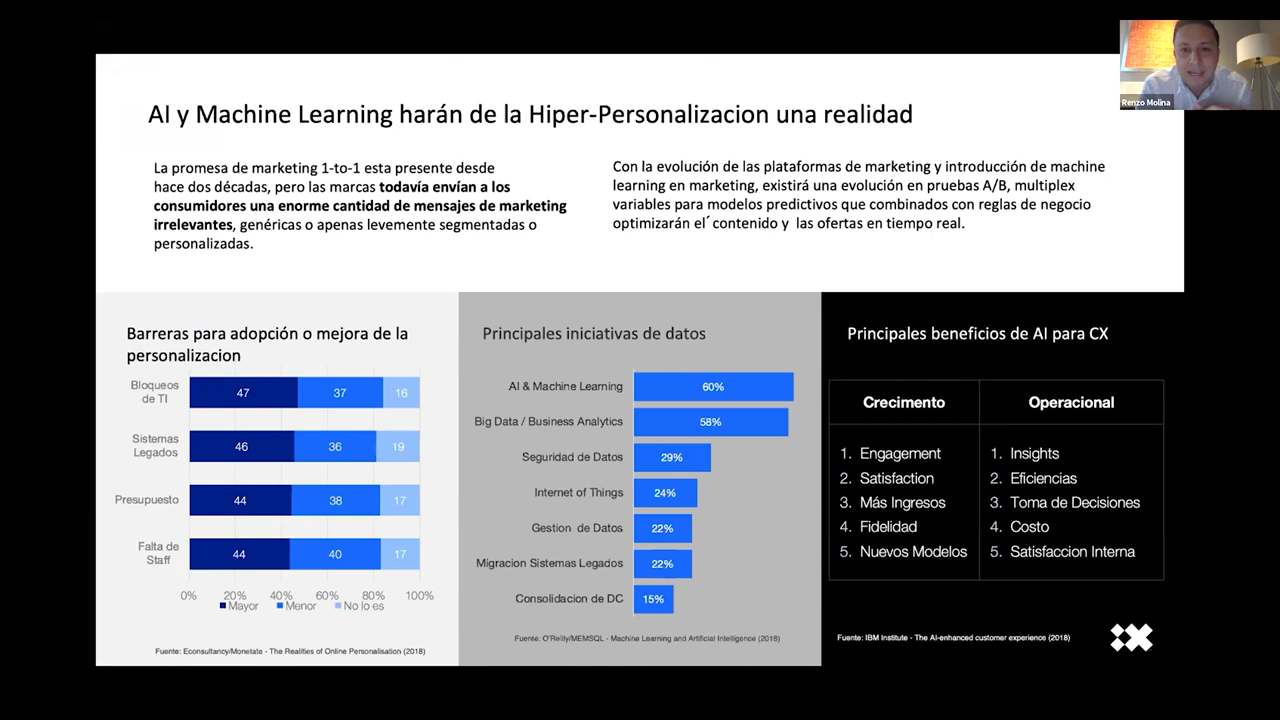 Renzo Molina
AI y Machine Learning harán de la Hiper-Personalizacion una realidad
La promesa de marketing 1-to-1 esta presente desde
hace dos décadas, pero las marcas todavía envían a los
consumidores una enorme cantidad de mensajes de marketing
irrelevantes, genéricas o apenas levemente segmentadas o
personalizadas.
Con la evolución de las plataformas de marketing y introducción de machine
learning en marketing, existirá una evolución en pruebas A/B, multiplex
variables para modelos predictivos que combinados con reglas de negocio
optimizarán el´ contenido y las ofertas en tiempo real.
Barreras para adopción o mejora de la
personalizacion
Bloqueos
de TI
47 37 16
Sistemas
Legados
46 36 19
Presupuesto 44 38 17
Falta de
Staff
44 40 17
0% 20% 40% 60% 80% 100%
Mayor Menor No lo es
Fuente: Econsultancy/Monetate - The Realities of Online Personalisation (2018)
Principales iniciativas de datos
AI & Machine Learning 60%
Big Data / Business Analytics 58%
Seguridad de Datos 29%
Internet of Things 24%
Gestion de Datos 22%
Migracion Sistemas Legados 22%
Consolidacion de DC 15%
Fuente: O'Reilly/MEMSQL - Machine Learning and Artificial Intelligence (2018)
Principales beneficios de AI para CX
Crecimento Operacional
1. Engagement 1. Insights
2. Satisfaction 2. Eficiencias
3. Más Ingresos 3. Toma de Decisiones
4. Fidelidad 4. Costo
5. Nuevos Modelos 5. Satisfaccion Interna
Fuente: IBM Institute - The AI-enhanced customer experience (2018)